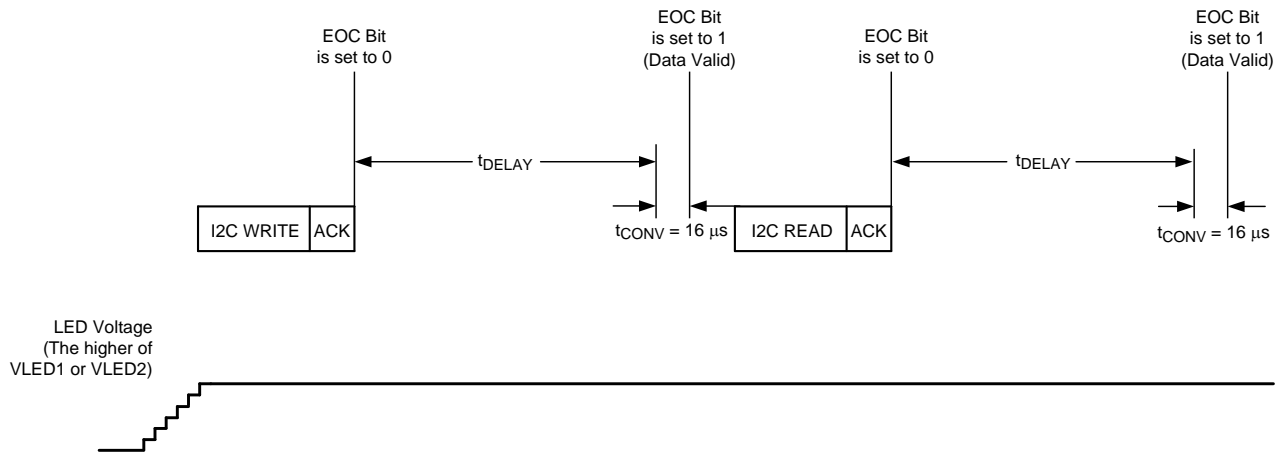 EOC Bit
is set to 0
EOC Bit
is set to 1
(Data Valid)
EOC Bit
is set to 0
EOC Bit
is set to 1
(Data Valid)
tDELAY
tDELAY
I2C WRITE ACK
tCONV = 16 μs
I2C READ ACK
tCONV = 16 μs
LED Voltage
(The higher of
VLED1 or VLED2)